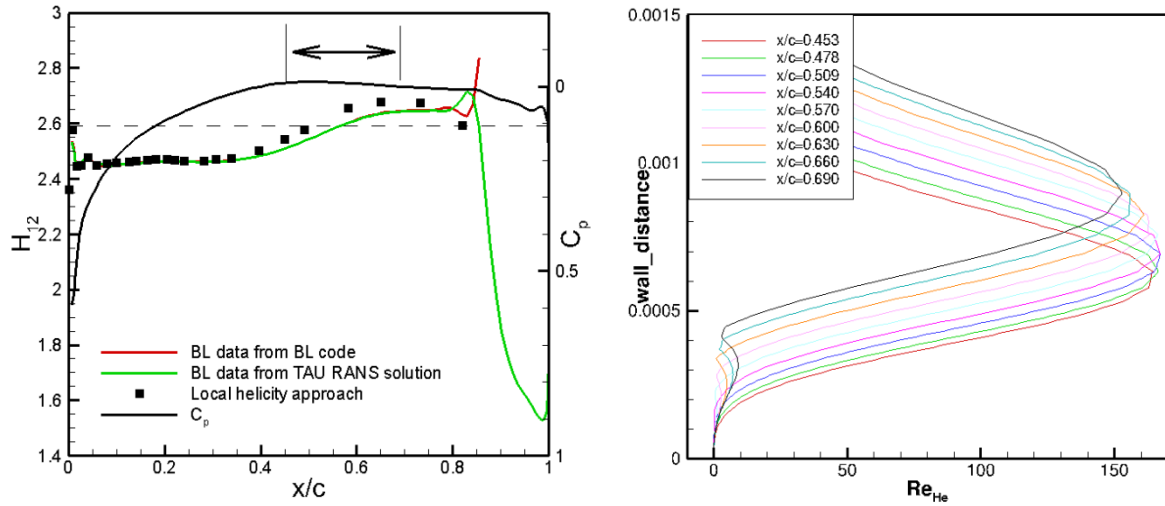 3
2.8
2.6
2.4
2.2
2
1.8
1.6
1.4
H12
0
0.2
0.4
0.6
0.8
1
x/c
0
0.5
1
Cp
BL data from BL code
BL data from TAU RANS solution
Local helicity approach
Cp
0.0015
0.001
0.0005
0
wall_distance
x/c=0.453
x/c=0.478
x/c=0.509
x/c=0.540
x/c=0.570
x/c=0.600
x/c=0.630
x/c=0.660
x/c=0.690
0
50
100
150
ReHe